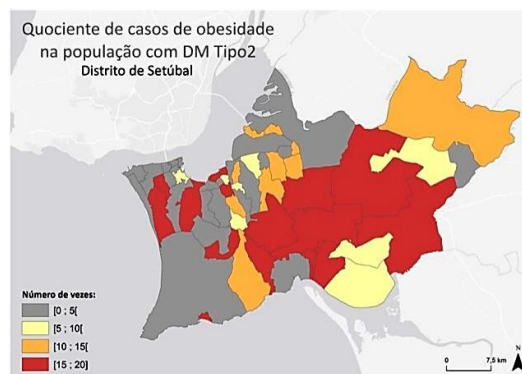 Quociente de casos de obesidade
na população com DM Tipo2
Distrito de Setúbal
Número de vezes:
[0 ; 5[
[5 ; 10[
[10 ; 15[
[15 ; 20]
N
0 7,5 km